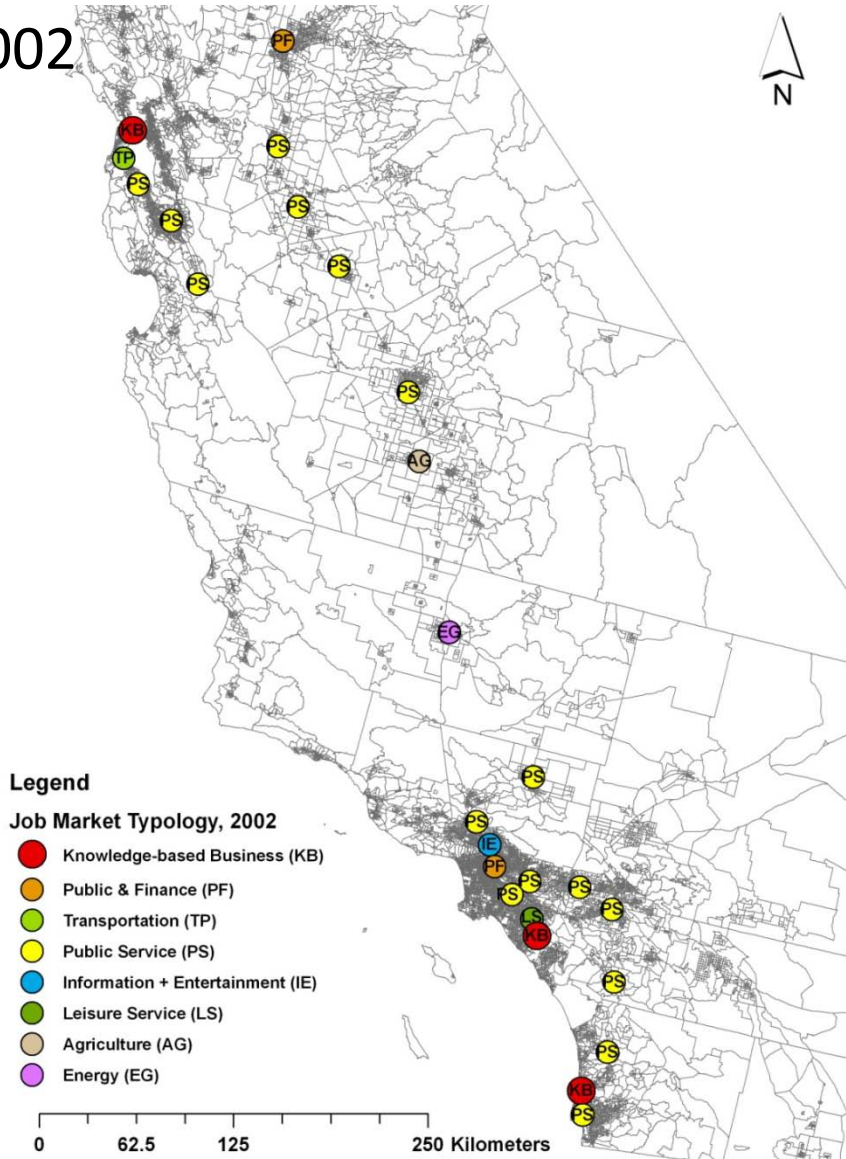 002
N
PF
KB
PS
TP
PS
PS
PS
PS
PS
PS
AG
EG
PS
PS
IE
PF
PS
PS
PS
PS
LS
KB
PS
PS
KB
PS
Legend
Job Market Typology, 2002
Knowledge-based Business (KB)
Public & Finance (PF)
Transportation (TP)
Public Service (PS)
Information + Entertainment (IE)
Leisure Service (LS)
Agriculture (AG)
Energy (EG)
0 62.5 125 250 Kilometers